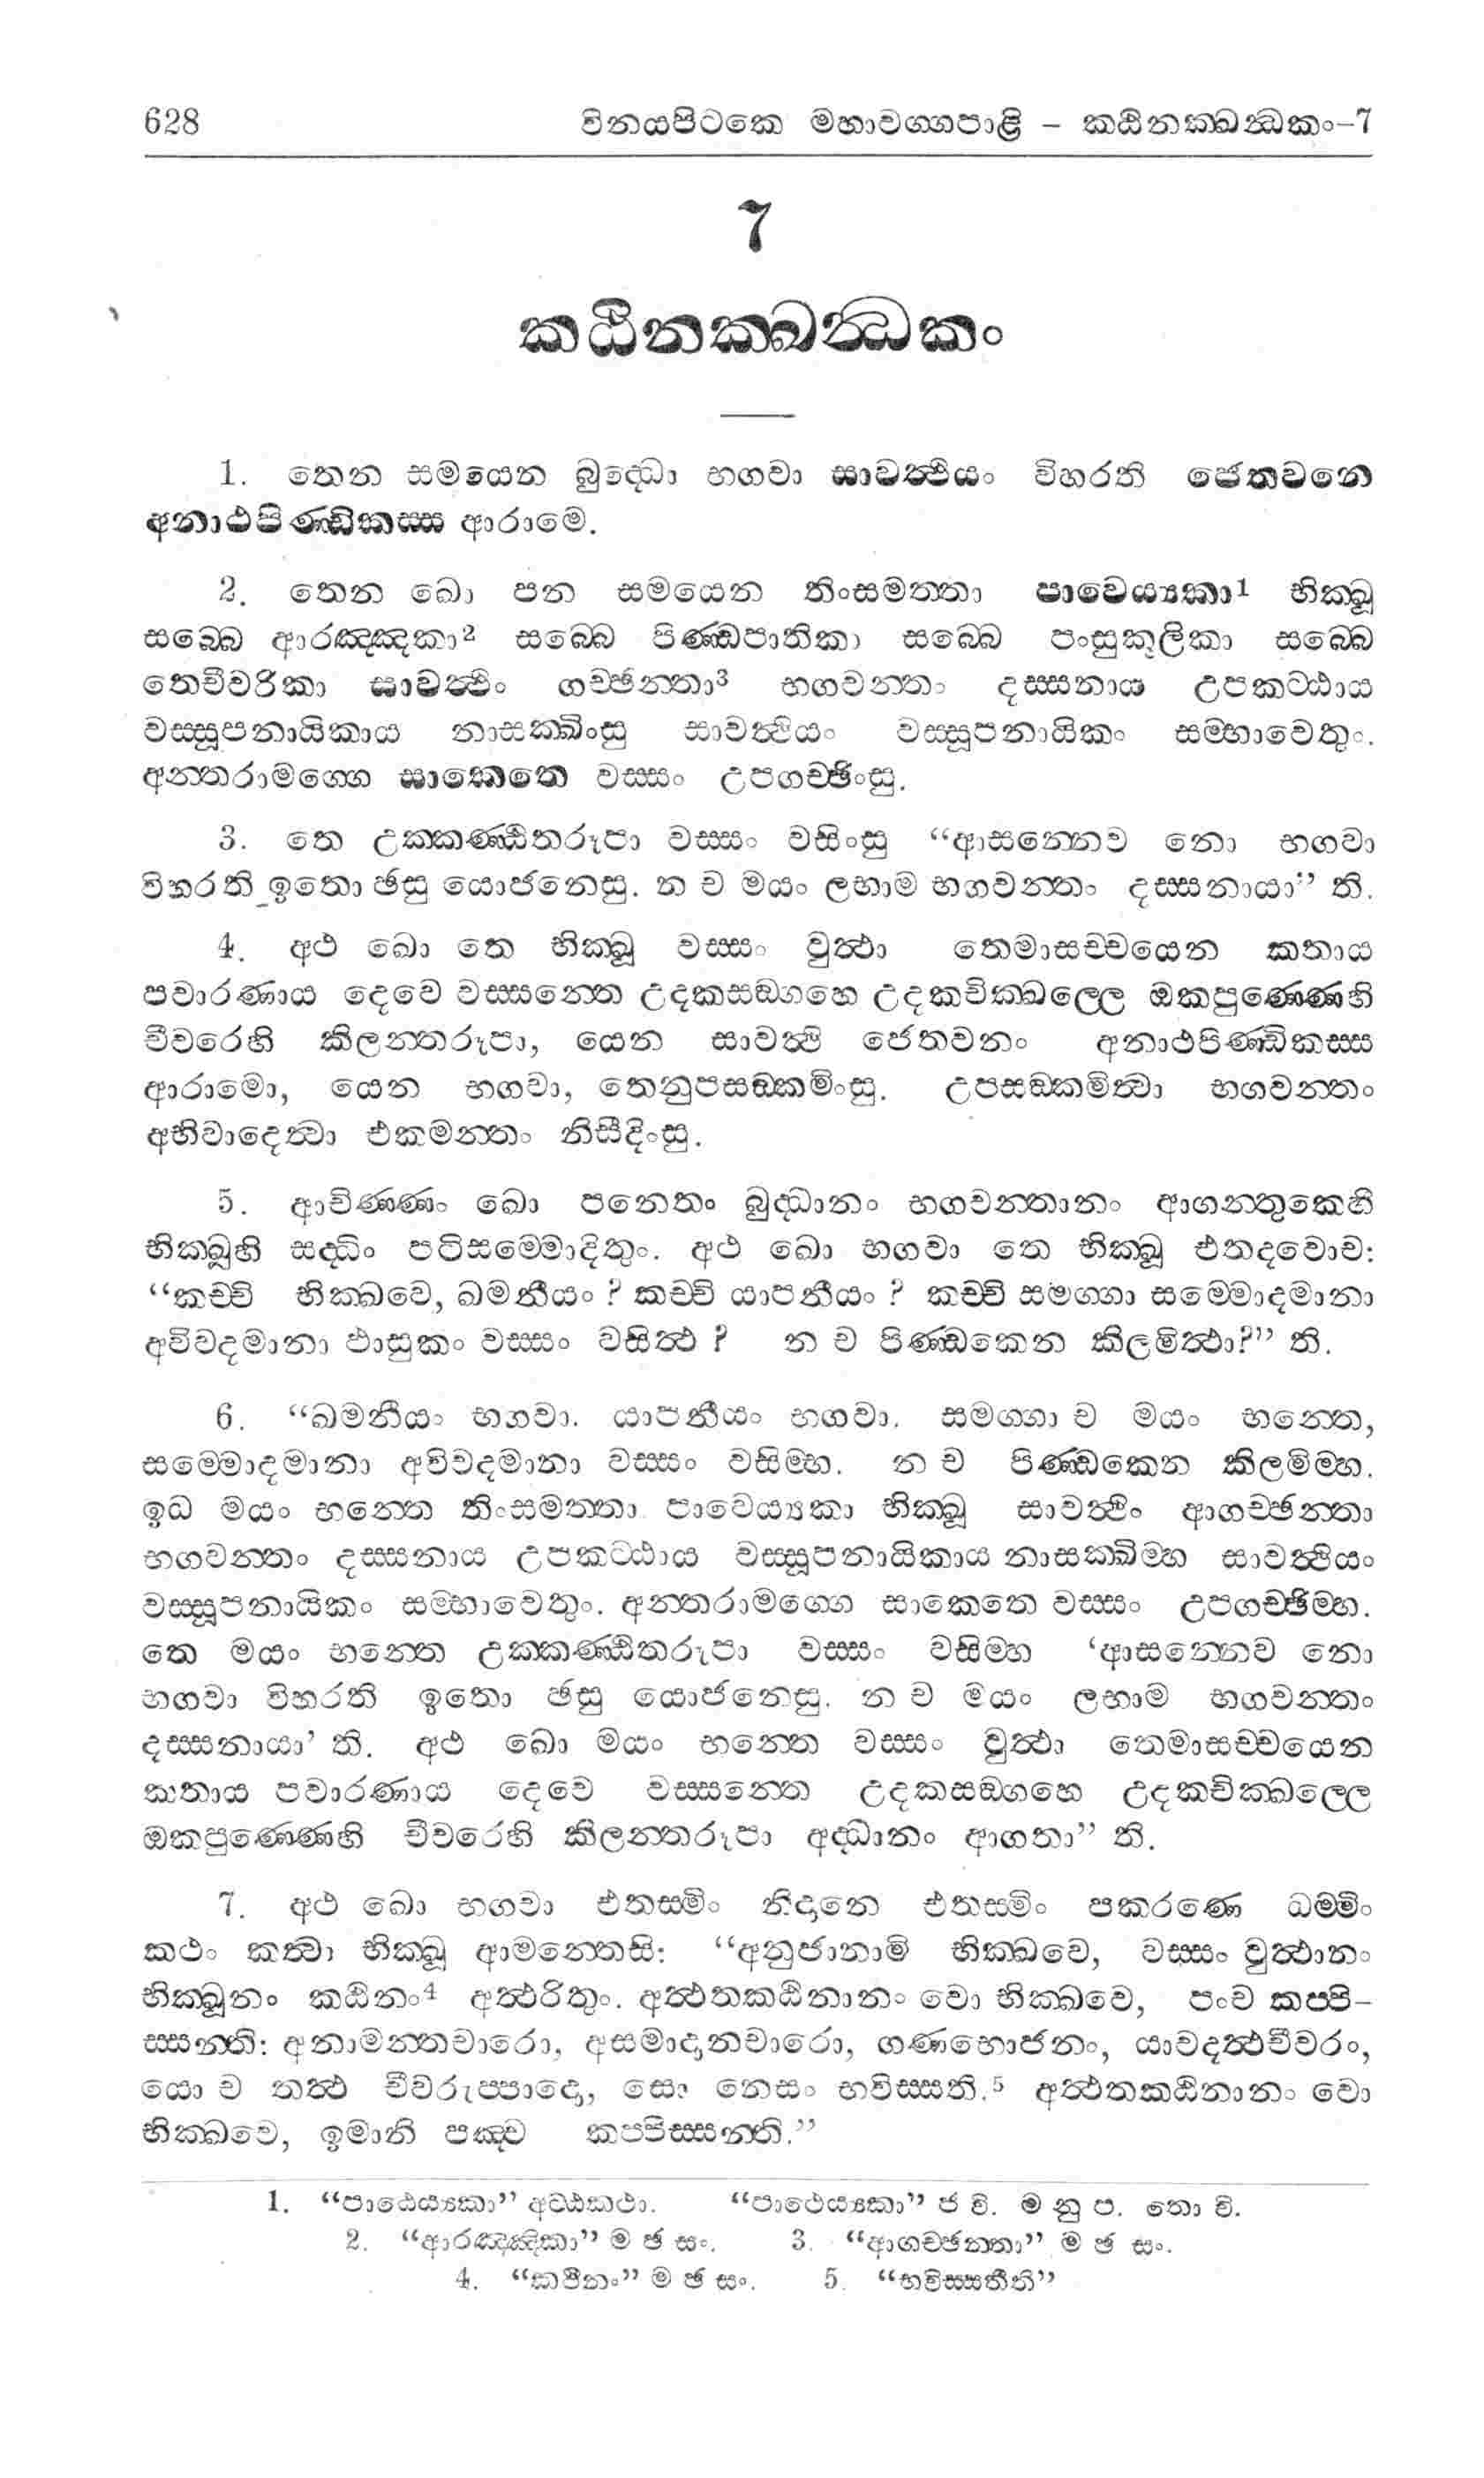 628 විනයපිටකෙ මහාවග්ගපාළි – කඨිනක්ඛන්ධකං–7
7
කඨිනක්ඛන්ධකං
1. තෙන සමයෙන බුද්ධො භගවා සාවත්ථියං විහරති ජෙතවනෙ
අනාථපිණ්ඩිකස්ස ආරාමෙ.
2. තෙන ඛො පන සමයෙන තිංසමත්තා පාවෙය්‍යකා1 භික්ඛූ
සබ්බෙ ආරඤ්ඤකා2 සබ්බෙ පිණ්ඩපාතිකා සබ්බෙ පංසුකූලිකා සබ්බෙ
තෙචීවරිකා සාවත්ථිං ගච්ඡන්තා3 භගවන්තං දස්සනාය උපකට්ඨාය
වස්සූපනායිකාය නාසක්ඛිංසු සාවත්ථියං වස්සූපනායිකං සම්භාවෙතුං.
අන්තරාමග්ගෙ සාකෙතෙ වස්සං උපගච්ඡිංසු.
3. තෙ උක්කණ්ඨිතරූපා වස්සං වසිංසු “ආසන්නෙව නො භගවා
විහරති ඉතො ඡසු යොජනෙසු. න ච මයං ලභාම භගවන්තං දස්සනායා” ති.
4. අථ ඛො තෙ භික්ඛූ වස්සං වුත්ථා තෙමාසච්චයෙන කතාය
පවාරණාය දෙවෙ වස්සන්තෙ උදකසඞ්ගහෙ උදකචික්ඛල්ලෙ ඔකපුණ්ණෙහි
චීවරෙහි කිලන්තරූපා, යෙන සාවත්ථි ජෙතවනං අනාථපිණ්ඩිකස්ස
ආරාමො, යෙන භගවා, තෙනුපසඞ්කමිංසු. උපසඞ්කමිත්වා භගවන්තං
අභිවාදෙත්වා එකමන්තං නිසීදිංසු.
5. ආචිණ්ණං ඛො පනෙතං බුද්ධානං භගවන්තානං ආගන්තුකෙහි
භික්ඛූහි සද්ධිං පටිසම්මොදිතුං. අථ ඛො භගවා තෙ භික්ඛූ එතදවොච:
“කච්චි භික්ඛවෙ, ඛමනීයං ? කච්චි යාපනීයං ? කච්චි සමග්ගා සම්මොදමානා
අවිවදමානා ඵාසුකං වස්සං වසිත්ථ ? න ච පිණ්ඩකෙන කිලමිත්ථා?” ති.
6. “ඛමනීයං භගවා. යාපනීයං භගවා. සමග්ගා ච මයං භන්තෙ,
සම්මොදමානා අවිවදමානා වස්සං වසිම්හ. න ච පිණ්ඩකෙන කිලමිම්හ.
ඉධ මයං භන්තෙ තිංසමත්තා පාවෙය්‍යකා භික්ඛූ සාවත්ථිං ආගච්ඡන්තා
භගවන්තං දස්සනාය උපකට්ඨාය වස්සූපනායිකාය නාසක්ඛිම්හ සාවත්ථියං
වස්සූපනායිකං සම්භාවෙතුං. අන්තරාමග්ගෙ සාකෙතෙ වස්සං උපගච්ඡිම්හ.
තෙ මයං භන්තෙ උක්කණ්ඨිතරූපා වස්සං වසිම්හ ‘ආසන්නෙව නො
භගවා විහරති ඉතො ඡසු යොජනෙසු. න ච මයං ලභාම භගවන්තං
දස්සනායා’ ති. අථ ඛො මයං භන්තෙ වස්සං වුත්ථා තෙමාසච්චයෙන
කතාය පවාරණාය දෙවෙ වස්සන්තෙ උදකසඞ්ගහෙ උදකචික්ඛල්ලෙ
ඔකපුණ්ණෙහි චීවරෙහි කිලන්තරූපා අද්ධානං ආගතා” ති.
7. අථ ඛො භගවා එතස්මිං නිදානෙ එතස්මිං පකරණෙ ධම්මිං
කථං කත්වා භික්ඛූ ආමන්තෙසි: “අනුජානාමි භික්ඛවෙ, වස්සං වුත්ථානං
භික්ඛූනං කඨිනං4 අත්ථරිතුං. අත්ථතකඨිනානං වො භික්ඛවෙ, පංච කප්පි–
ස්සන්ති: අනාමන්තචාරො, අසමාදානචාරො, ගණභොජනං, යාවදත්ථචීවරං,
යො ච තත්ථ චීවරුප්පාදො, සො නෙසං භවිස්සති.5 අත්ථතකඨිනානං වො
භික්ඛවෙ, ඉමානි පඤ්ච කප්පිස්සන්ති.”
1. “පාඨෙය්‍යකා” අට්ඨකථා. “පාථෙය්‍යකා” ජ වි. ම නු ප. තො වි.
2. “ආරඤ්ඤිකා” ම ඡ සං. 3. “ආගච්ඡන්තා” ම ඡ සං.
4. “කථිනං” ම ඡ සං. 5. “භවිස්සතීති”